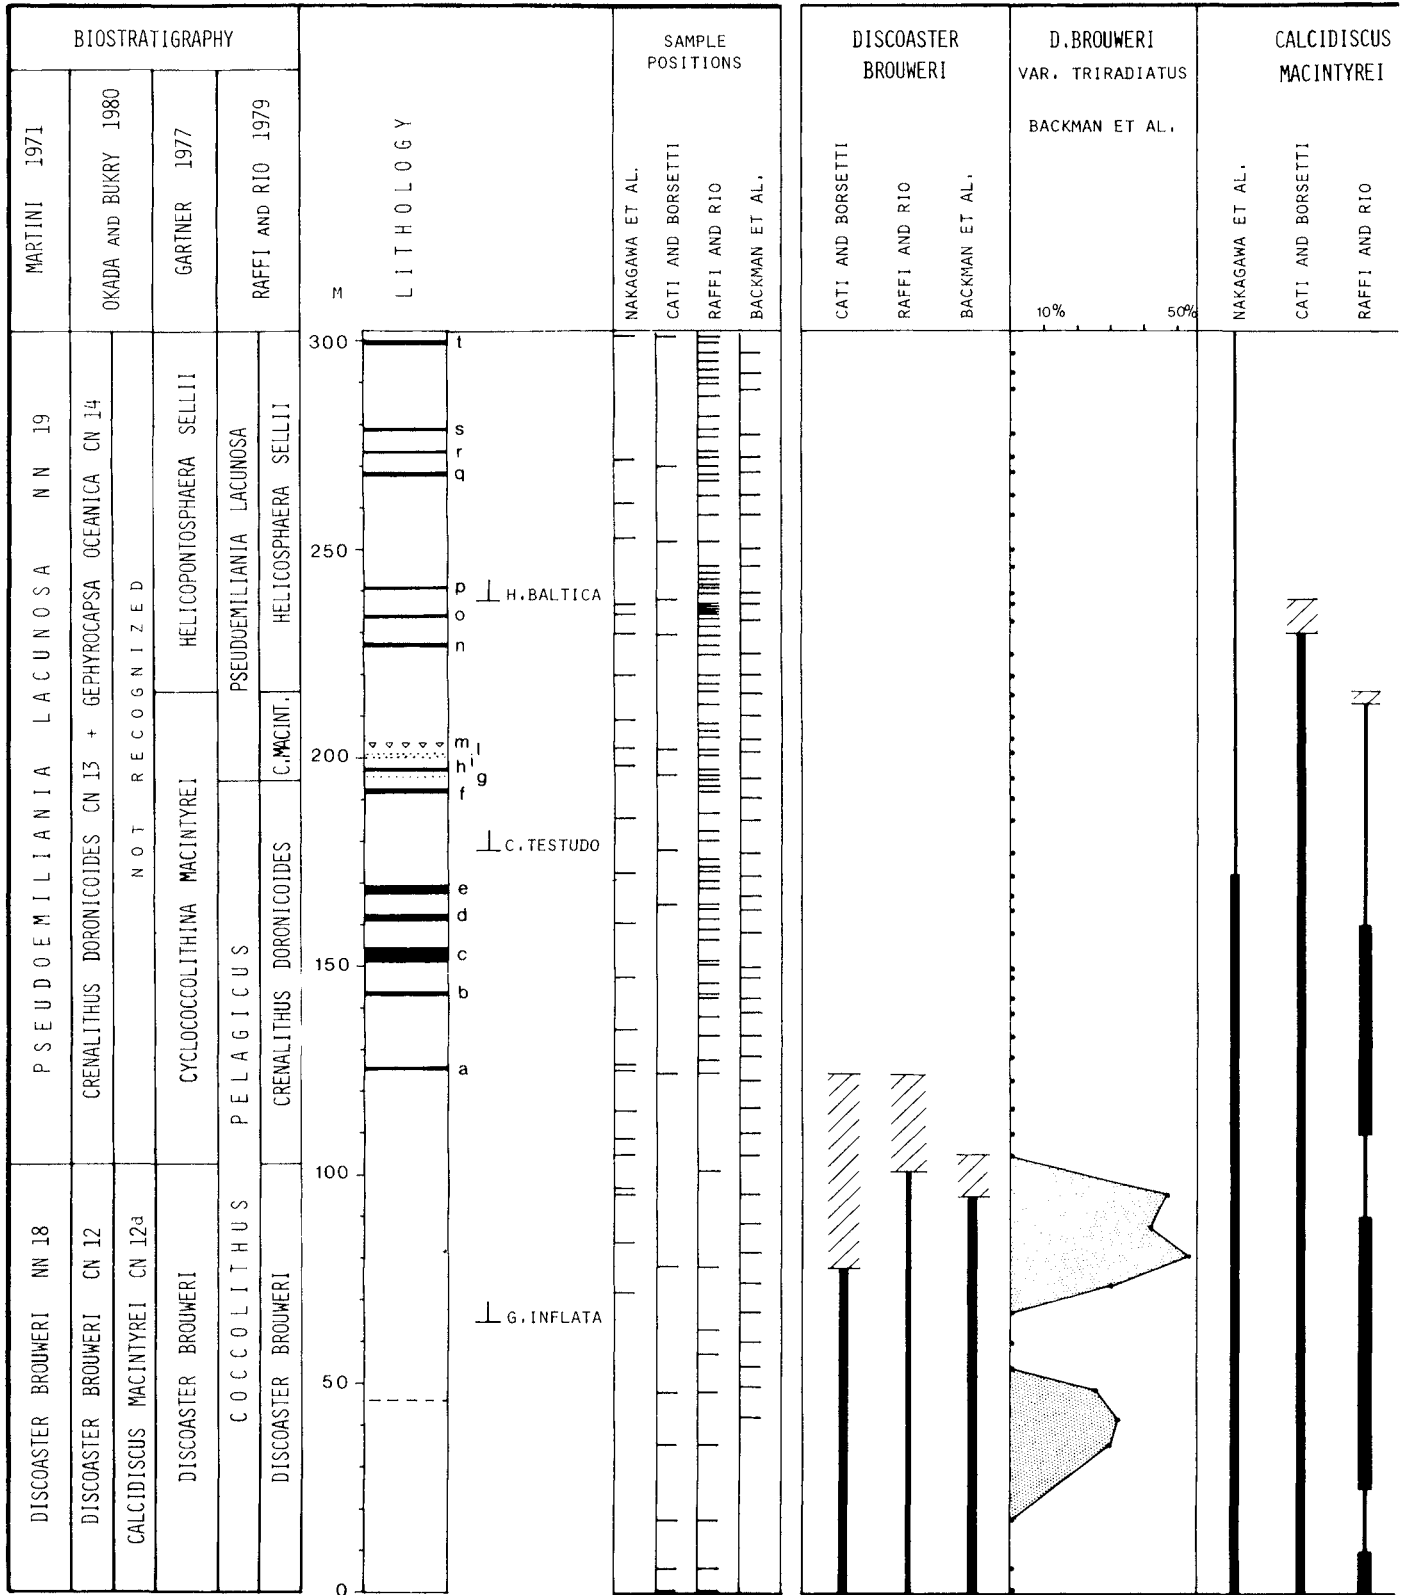 BIOSTRATIGRAPHY
MARTINI 1971
OKADA AND BUKRY 1980
GARTNER 1977
RAFFI AND RIO 1979
M
LITHOLOGY
SAMPLE
POSITIONS
NAKAGAWA ET AL.
CATI AND BORSETTI
RAFFI AND RIO
BACKMAN ET AL.
DISCOASTER
BROUWERI
CATI AND BORSETTI
RAFFI AND RIO
BACKMAN ET AL.
D.BROUWERI
VAR. TRIRADIATUS
BACKMAN ET AL.
10%
50%
CALCIDISCUS
MACINTYREI
NAKAGAWA ET AL.
CATI AND BORSETTI
RAFFI AND RIO
PSEUDOEMILIANIA LACUNOSA NN 19
DISCOASTER BROUWERI NN 18
CRENALITHUS DORONICOIDES CN 13 + GEPHYROCAPSA OCEANICA CN 14
DISCOASTER BROUWERI CN 12
NOT RECOGNIZED
CALCIDISCUS MACINTYREI CN 12d
HELICOPONTOSPHAERA SELLII
CYCLOCOCCOLITHINA MACINTYREI
DISCOASTER BROUWERI
PSEUDOEMILIANIA LACUNOSA
COCCOLITHUS PELAGICUS
HELICOSPHAERA SELLII
C.MACINT.
CRENALITHUS DORONICOIDES
DISCOASTER BROUWERI
300
250
200
150
100
50
0
t
s
r
q
p
o
n
m
l
i
h
g
f
e
d
c
b
a
H.BALTICA
C.TESTUDO
G.INFLATA